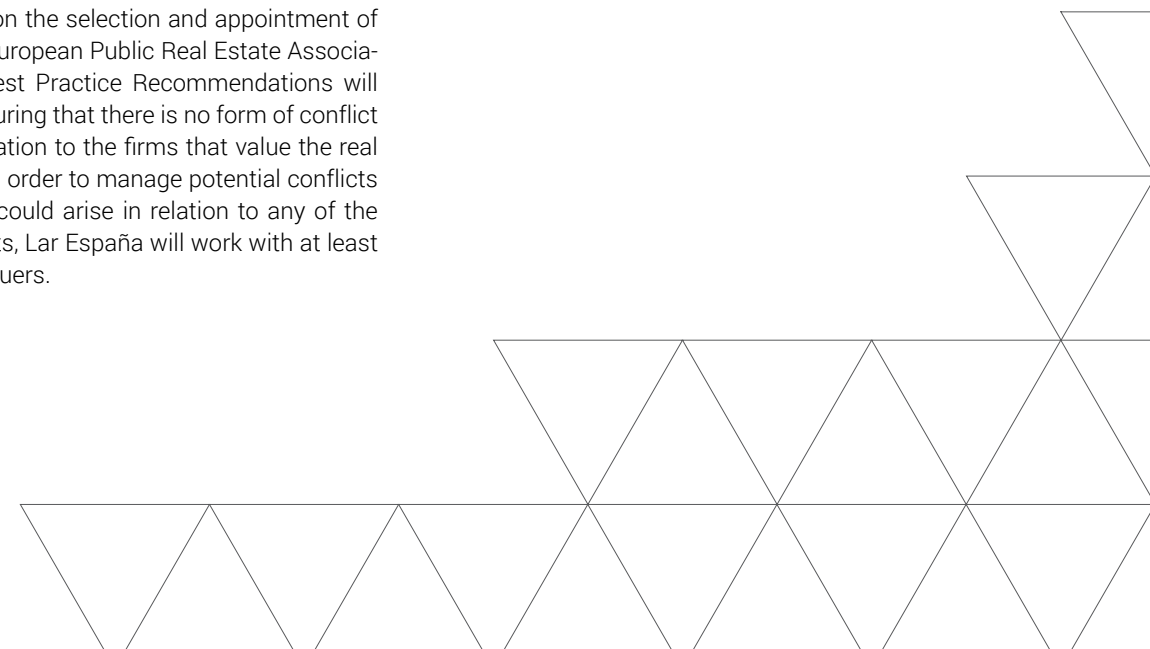 on the selection and appointment of
uropean Public Real Estate Associa-
est Practice Recommendations will
uring that there is no form of conflict
ation to the firms that value the real
order to manage potential conflicts
could arise in relation to any of the
s, Lar España will work with at least
uers.